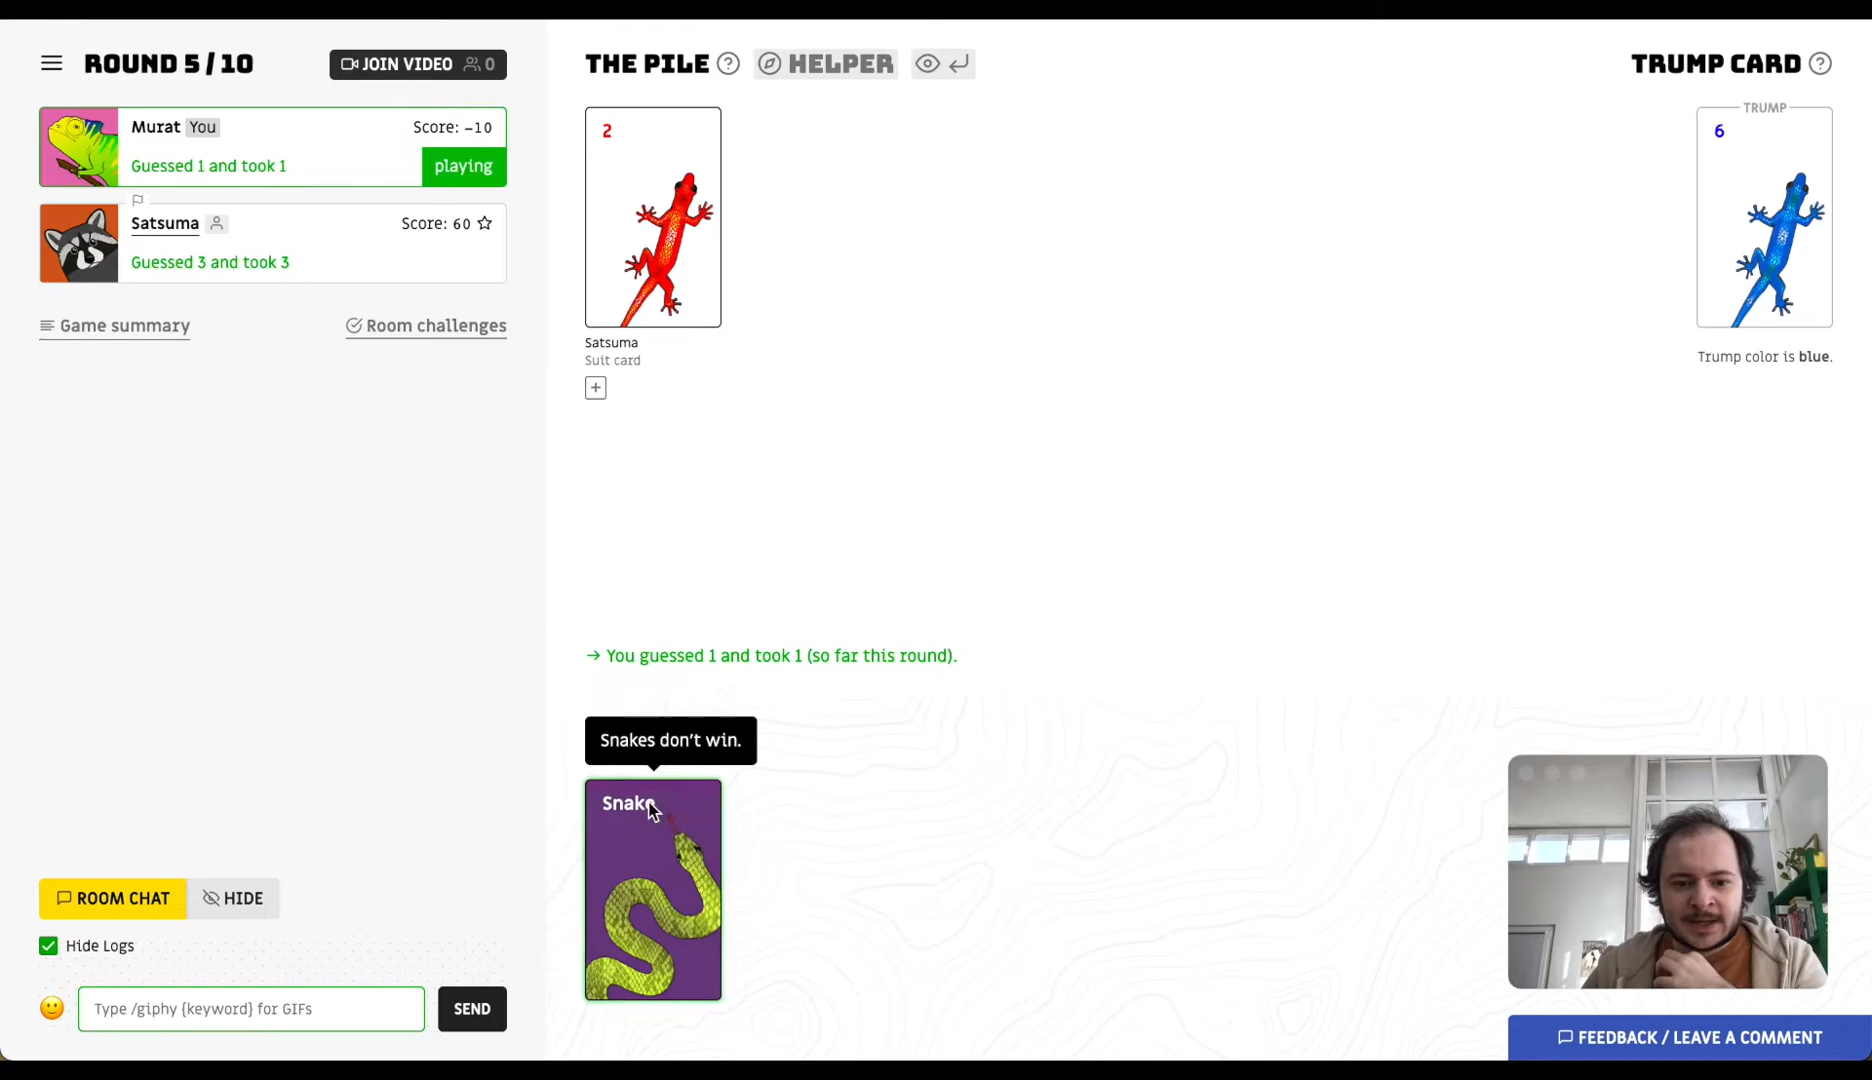 ROUND 5 / 10
JOIN VIDEO 0
Murat You
Score: -10
Guessed 1 and took 1
playing
Satsuma
Score: 60
Guessed 3 and took 3
Game summary
Room challenges
ROOM CHAT
HIDE
Hide Logs
Type /giphy {keyword} for GIFs
SEND
THE PILE ? HELPER
2
Satsuma
Suit card
+
→ You guessed 1 and took 1 (so far this round).
Snakes don't win.
Snake
TRUMP CARD ?
TRUMP
6
Trump color is blue.
FEEDBACK / LEAVE A COMMENT